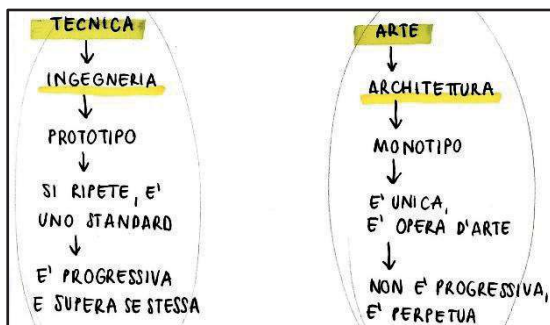 TECNICA
INGEGNERIA
PROTOTIPO
SI RIPETE, E'
UNO STANDARD
E' PROGRESSIVA
E SUPERA SE STESSA
ARTE
ARCHITETTURA
MONOTIPO
E' UNICA,
E' OPERA D'ARTE
NON E' PROGRESSIVA,
E' PERPETUA